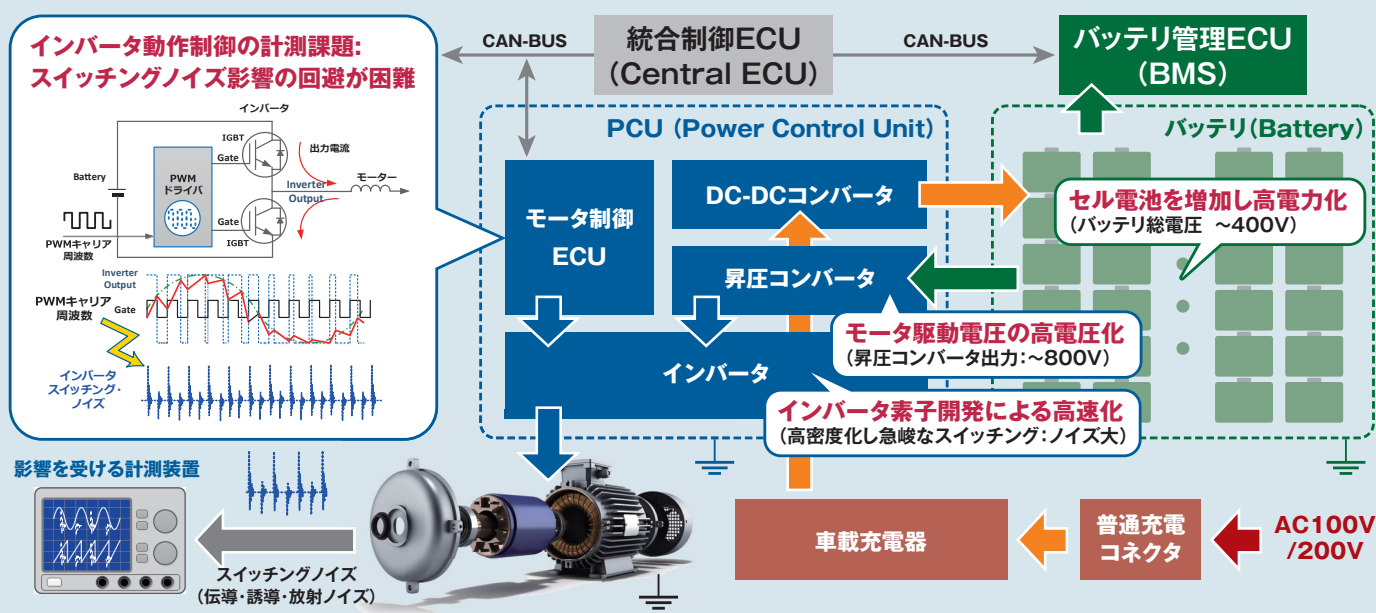 インバータ動作制御の計測課題:
スイッチングノイズ影響の回避が困難
インバータ
IGBT
出力電流
Gate
Battery
PWM
ドライバ
Inverter
Output
モーター
Gate
IGBT
PWMキャリア
周波数
Inverter
Output
PWMキャリア
周波数
Gate
インバータ
スイッチング・
ノイズ
CAN-BUS
統合制御ECU
(Central ECU)
CAN-BUS
バッテリ管理ECU
(BMS)
PCU (Power Control Unit)
バッテリ(Battery)
モータ制御
ECU
DC-DCコンバータ
昇圧コンバータ
インバータ
セル電池を増加し高電力化
(バッテリ総電圧 ~400V)
モータ駆動電圧の高電圧化
(昇圧コンバータ出力:~800V)
インバータ素子開発による高速化
(高密度化し急峻なスイッチング:ノイズ大)
影響を受ける計測装置
スイッチングノイズ
(伝導・誘導・放射ノイズ)
車載充電器
普通充電
コネクタ
AC100V
/200V